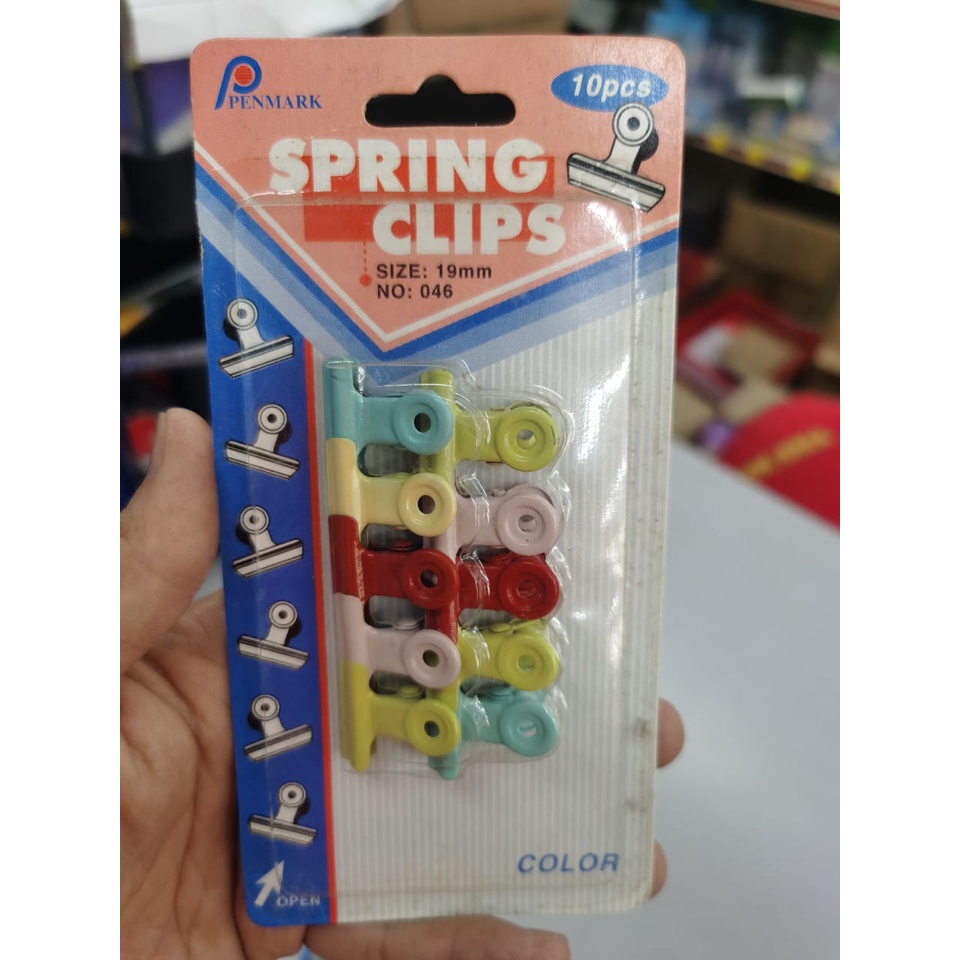 PENMARK
10pcs
SPRING
CLIPS
SIZE: 19mm
NO: 046
COLOR
OPEN